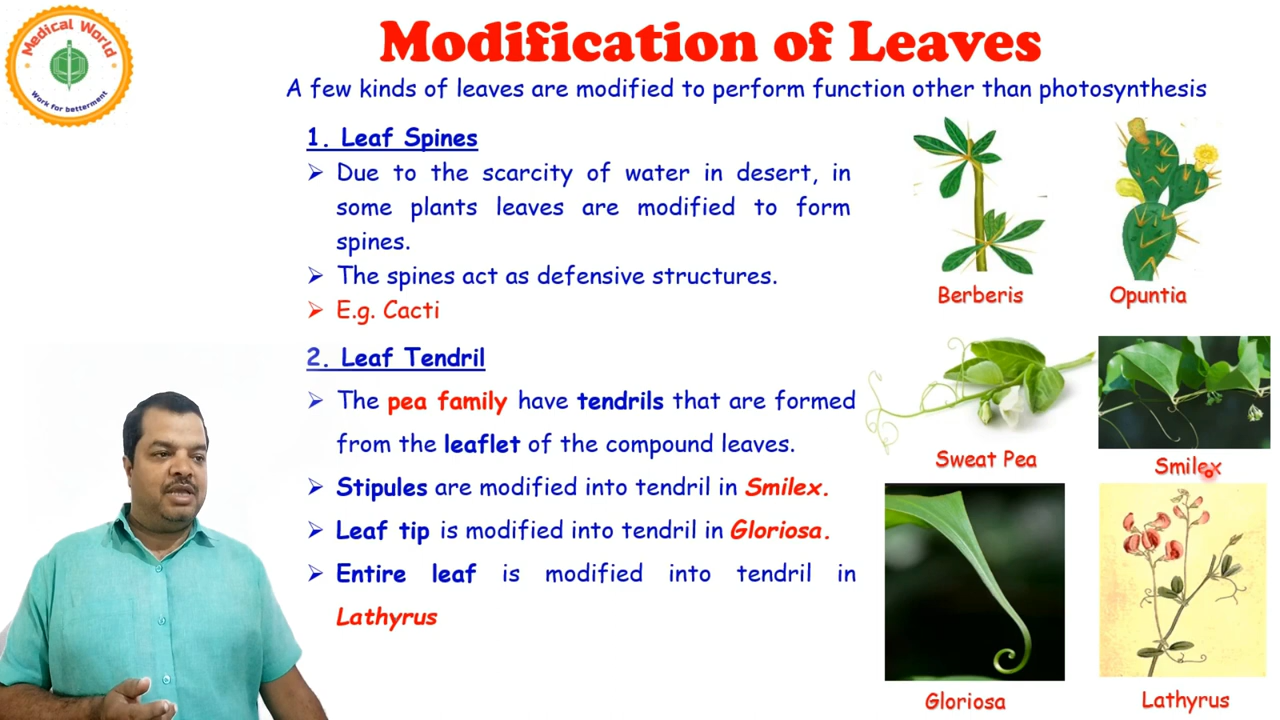 Medical World
Work for betterment
Modification of Leaves
A few kinds of leaves are modified to perform function other than photosynthesis
1. Leaf Spines
➢ Due to the scarcity of water in desert, in
some plants leaves are modified to form
spines.
➢ The spines act as defensive structures.
➢ E.g. Cacti
Berberis
Opuntia
2. Leaf Tendril
➢ The pea family have tendrils that are formed
from the leaflet of the compound leaves.
➢ Stipules are modified into tendril in Smilex.
➢ Leaf tip is modified into tendril in Gloriosa.
➢ Entire leaf is modified into tendril in
Lathyrus
Sweat Pea
Smilex
Gloriosa
Lathyrus